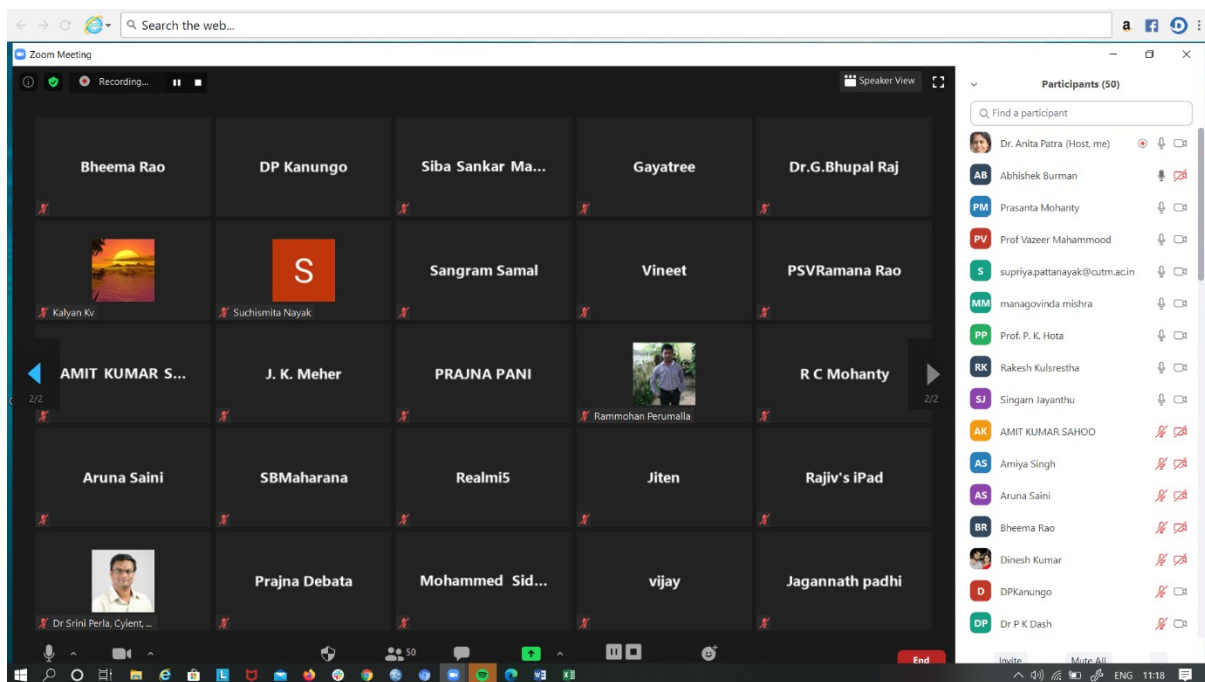 Search the web...
a
Zoom Meeting
Recording...
Speaker View
Bheema Rao
DP Kanungo
Siba Sankar Ma...
Gayatree
Dr.G.Bhupal Raj
Kalyan Kv
S
Suchismita Nayak
Sangram Samal
Vineet
PSVRamana Rao
AMIT KUMAR S...
2/2
J. K. Meher
PRAJNA PANI
Rammohan Perumalla
R C Mohanty
2/2
Aruna Saini
SBMaharana
Realmi5
Jiten
Rajiv's iPad
Dr Srini Perla, Cyient, ...
Prajna Debata
Mohammed Sid...
vijay
Jagannath padhi
50
End
Participants (50)
Find a participant
Dr. Anita Patra (Host, me)
AB Abhishek Burman
PM Prasanta Mohanty
PV Prof Vazeer Mahammood
S supriya.pattanayak@cutm.ac.in
MM managovinda mishra
PP Prof. P. K. Hota
RK Rakesh Kulsrestha
SJ Singam Jayanthu
AK AMIT KUMAR SAHOO
AS Amiya Singh
AS Aruna Saini
BR Bheema Rao
Dinesh Kumar
D DPKanungo
DP Dr P K Dash
Invite
Mute All
ENG 11:18